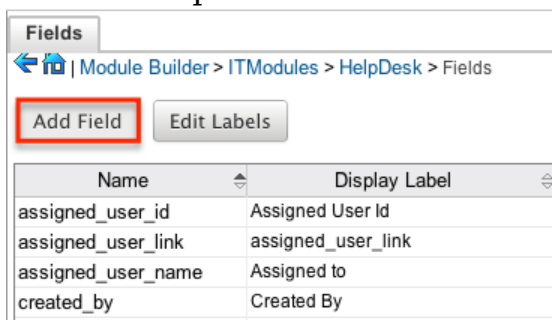 Fields
| Module Builder > ITModules > HelpDesk > Fields
Add Field Edit Labels
Name Display Label
assigned_user_id Assigned User Id
assigned_user_link assigned_user_link
assigned_user_name Assigned to
created_by Created By